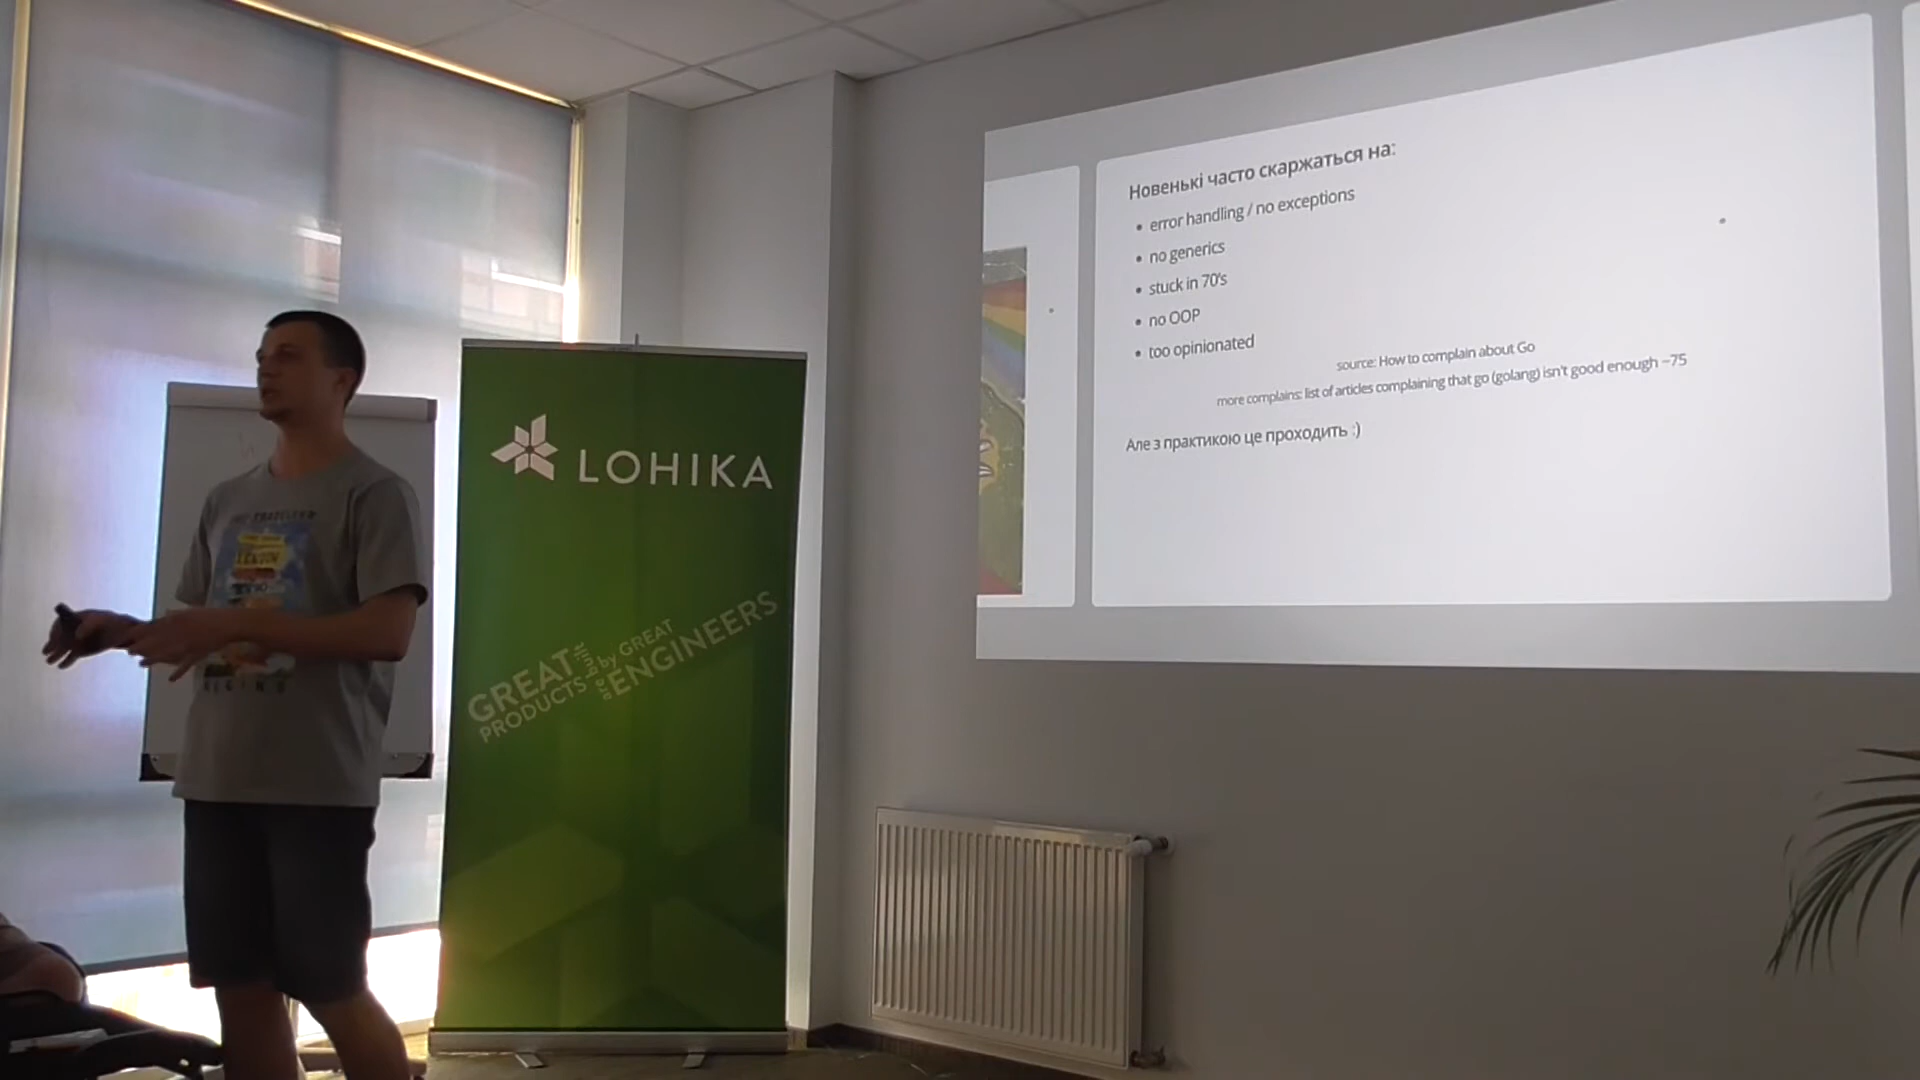 Новенькі часто скаржаться на:
error handling / no exceptions
no generics
stuck in 70's
no OOP
too opinionated
source: How to complain about Go
more complains: list of articles complaining that go (golang) isn't good enough ~75
Але з практикою це проходить :)
LOHIKA
GREAT PRODUCTS are built by GREAT ENGINEERS
LONDON